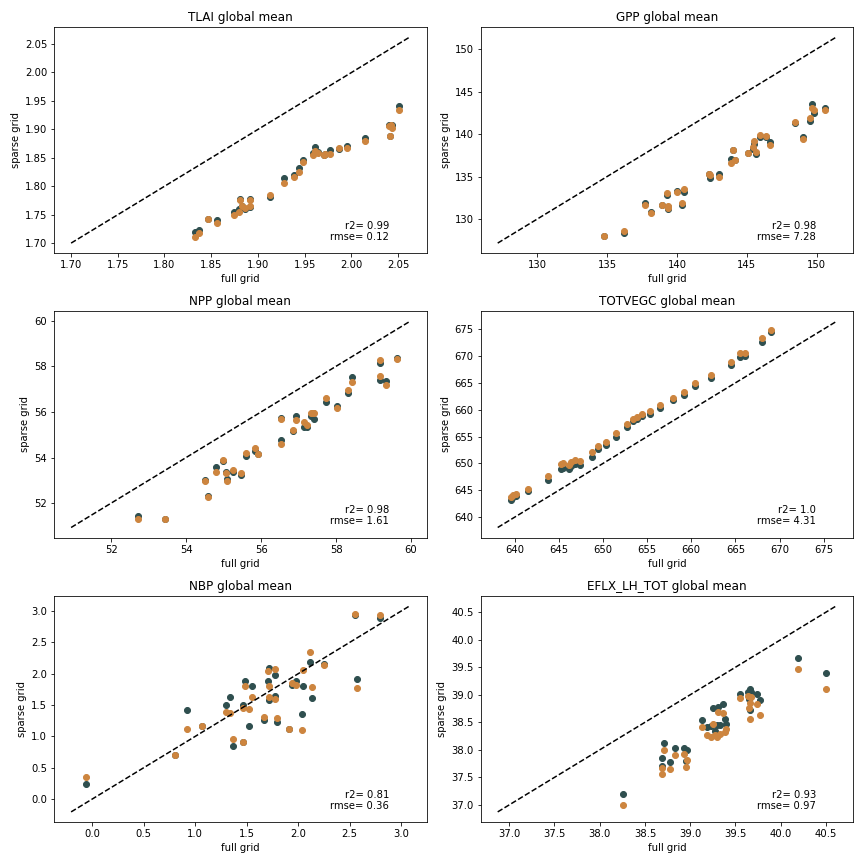 TLAI global mean
2.05
2.00
1.95
1.90
1.85
1.80
1.75
1.70
sparse grid
r2= 0.99
rmse= 0.12
1.70 1.75 1.80 1.85 1.90 1.95 2.00 2.05
full grid
GPP global mean
150
145
140
135
130
sparse grid
r2= 0.98
rmse= 7.28
130 135 140 145 150
full grid
NPP global mean
60
58
56
54
52
sparse grid
r2= 0.98
rmse= 1.61
52 54 56 58 60
full grid
TOTVEGC global mean
675
670
665
660
655
650
645
640
sparse grid
r2= 1.0
rmse= 4.31
640 645 650 655 660 665 670 675
full grid
NBP global mean
3.0
2.5
2.0
1.5
1.0
0.5
0.0
sparse grid
r2= 0.81
rmse= 0.36
0.0 0.5 1.0 1.5 2.0 2.5 3.0
full grid
EFLX_LH_TOT global mean
40.5
40.0
39.5
39.0
38.5
38.0
37.5
37.0
sparse grid
r2= 0.93
rmse= 0.97
37.0 37.5 38.0 38.5 39.0 39.5 40.0 40.5
full grid